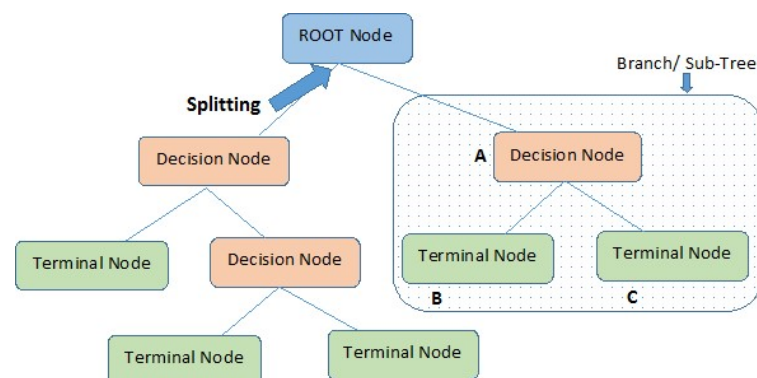 ROOT Node
Branch/ Sub-Tree
Splitting
Decision Node
A
Decision Node
Terminal Node
Decision Node
Terminal Node
Terminal Node
B
C
Terminal Node
Terminal Node